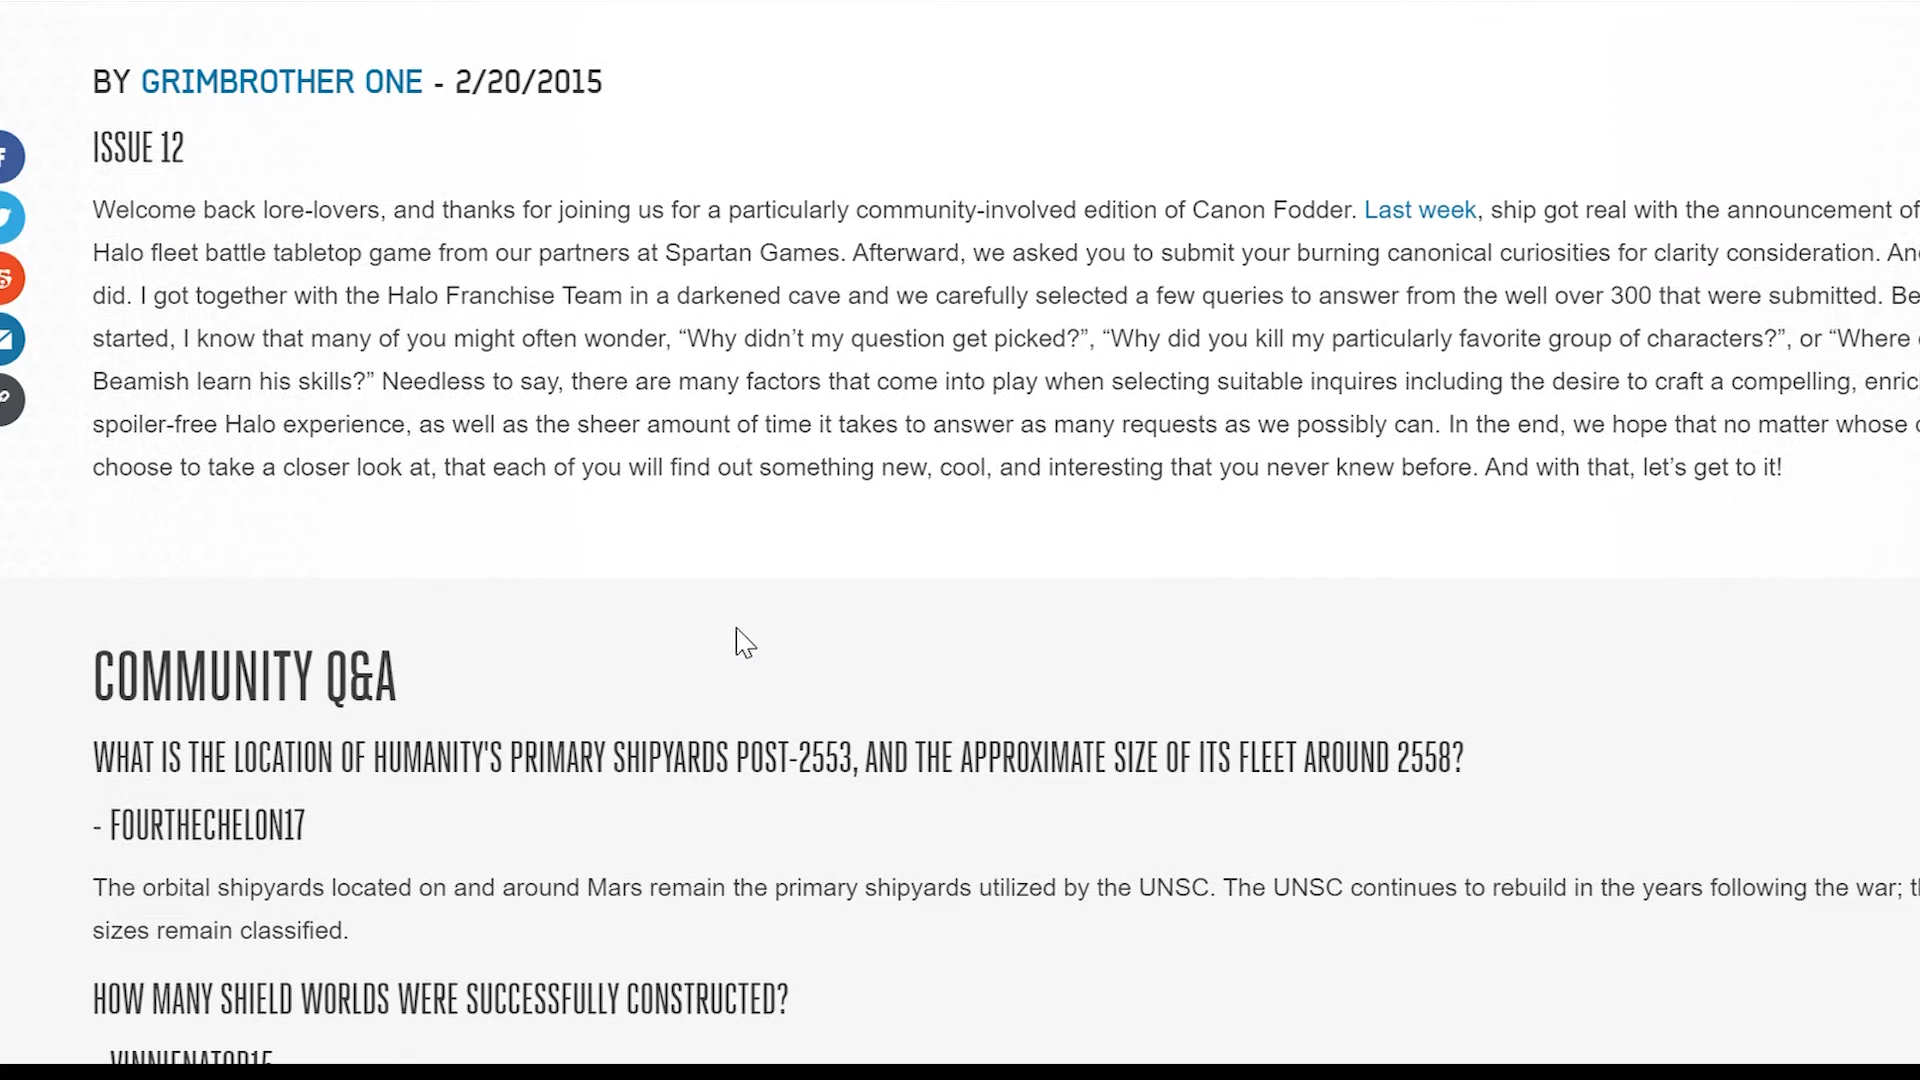 BY GRIMBROTHER ONE - 2/20/2015
ISSUE 12
Welcome back lore-lovers, and thanks for joining us for a particularly community-involved edition of Canon Fodder. Last week, ship got real with the announcement of
Halo fleet battle tabletop game from our partners at Spartan Games. Afterward, we asked you to submit your burning canonical curiosities for clarity consideration.
did. I got together with the Halo Franchise Team in a darkened cave and we carefully selected a few queries to answer from the well over 300 that were submitted.
started, I know that many of you might often wonder, “Why didn’t my question get picked?”, “Why did you kill my particularly favorite group of characters?”, or “Where
Beamish learn his skills?” Needless to say, there are many factors that come into play when selecting suitable inquires including the desire to craft a compelling,
spoiler-free Halo experience, as well as the sheer amount of time it takes to answer as many requests as we possibly can. In the end, we hope that no matter whose
choose to take a closer look at, that each of you will find out something new, cool, and interesting that you never knew before. And with that, let’s get to it!
COMMUNITY Q&A
WHAT IS THE LOCATION OF HUMANITY'S PRIMARY SHIPYARDS POST-2553, AND THE APPROXIMATE SIZE OF ITS FLEET AROUND 2558?
- FOURTHECHELON17
The orbital shipyards located on and around Mars remain the primary shipyards utilized by the UNSC. The UNSC continues to rebuild in the years following the war;
sizes remain classified.
HOW MANY SHIELD WORLDS WERE SUCCESSFULLY CONSTRUCTED?
- VINNIENATOR15